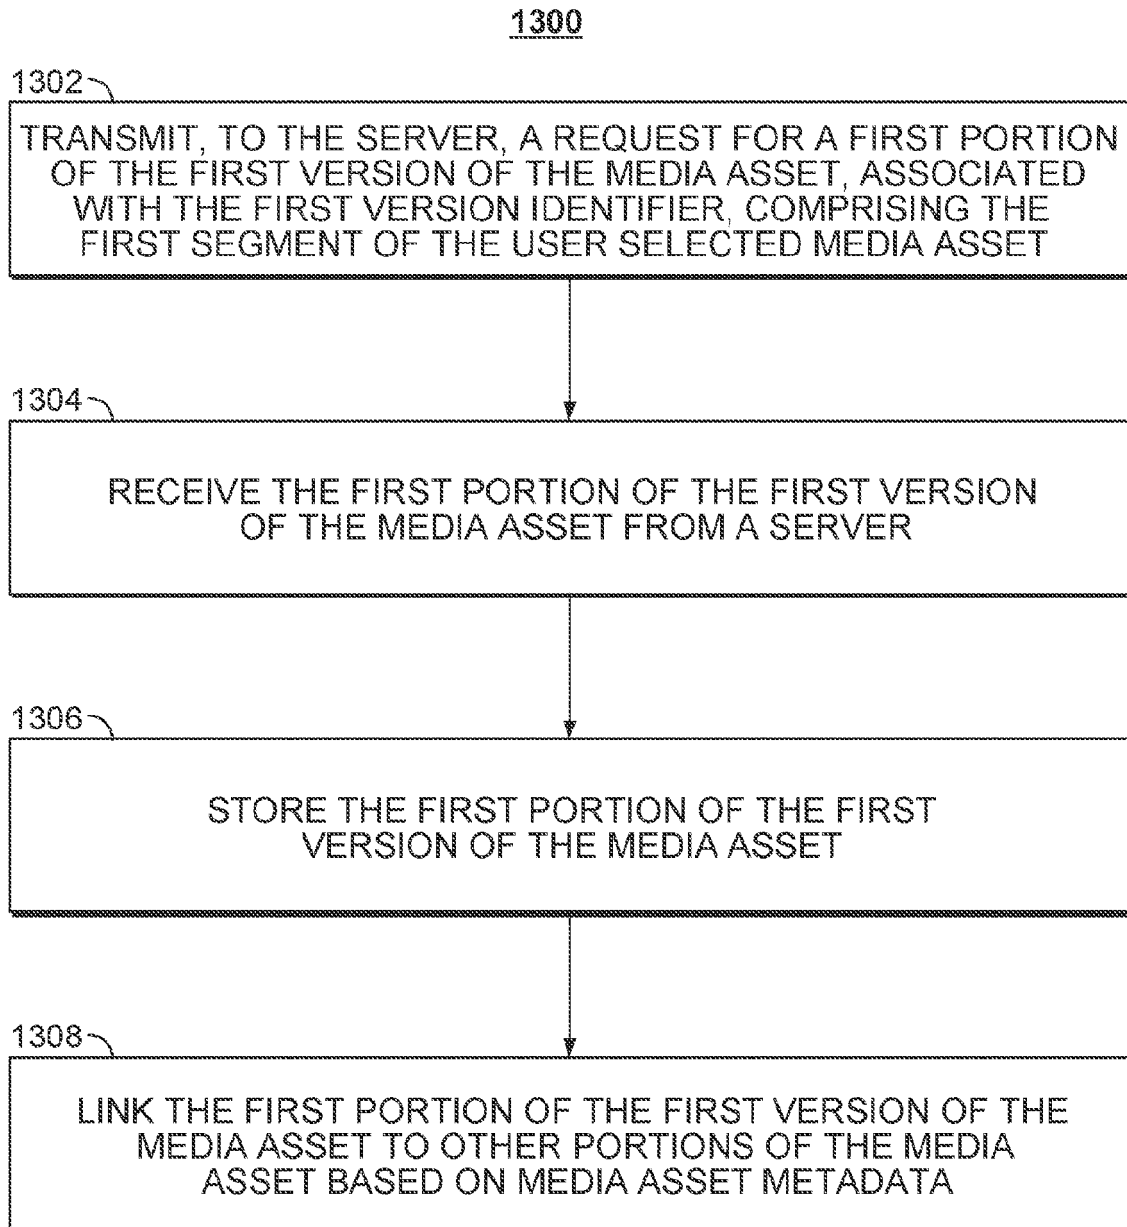 1300
1302
TRANSMIT, TO THE SERVER, A REQUEST FOR A FIRST PORTION
OF THE FIRST VERSION OF THE MEDIA ASSET, ASSOCIATED
WITH THE FIRST VERSION IDENTIFIER, COMPRISING THE
FIRST SEGMENT OF THE USER SELECTED MEDIA ASSET
1304
RECEIVE THE FIRST PORTION OF THE FIRST VERSION
OF THE MEDIA ASSET FROM A SERVER
1306
STORE THE FIRST PORTION OF THE FIRST
VERSION OF THE MEDIA ASSET
1308
LINK THE FIRST PORTION OF THE FIRST VERSION OF THE
MEDIA ASSET TO OTHER PORTIONS OF THE MEDIA
ASSET BASED ON MEDIA ASSET METADATA